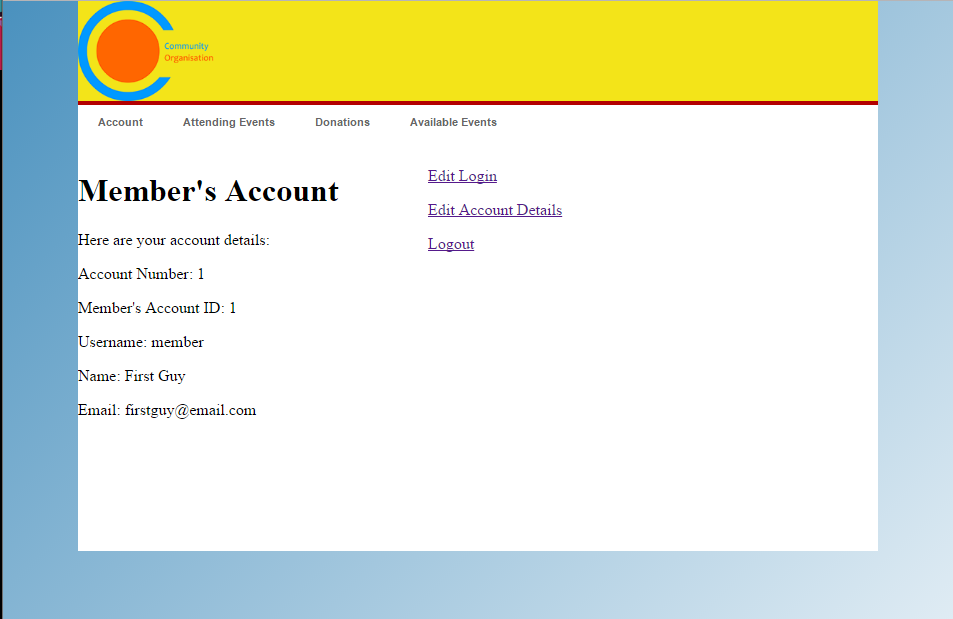 Community
Organisation
Account Attending Events Donations Available Events
Member's Account
Here are your account details:
Account Number: 1
Member's Account ID: 1
Username: member
Name: First Guy
Email: firstguy@email.com
Edit Login
Edit Account Details
Logout